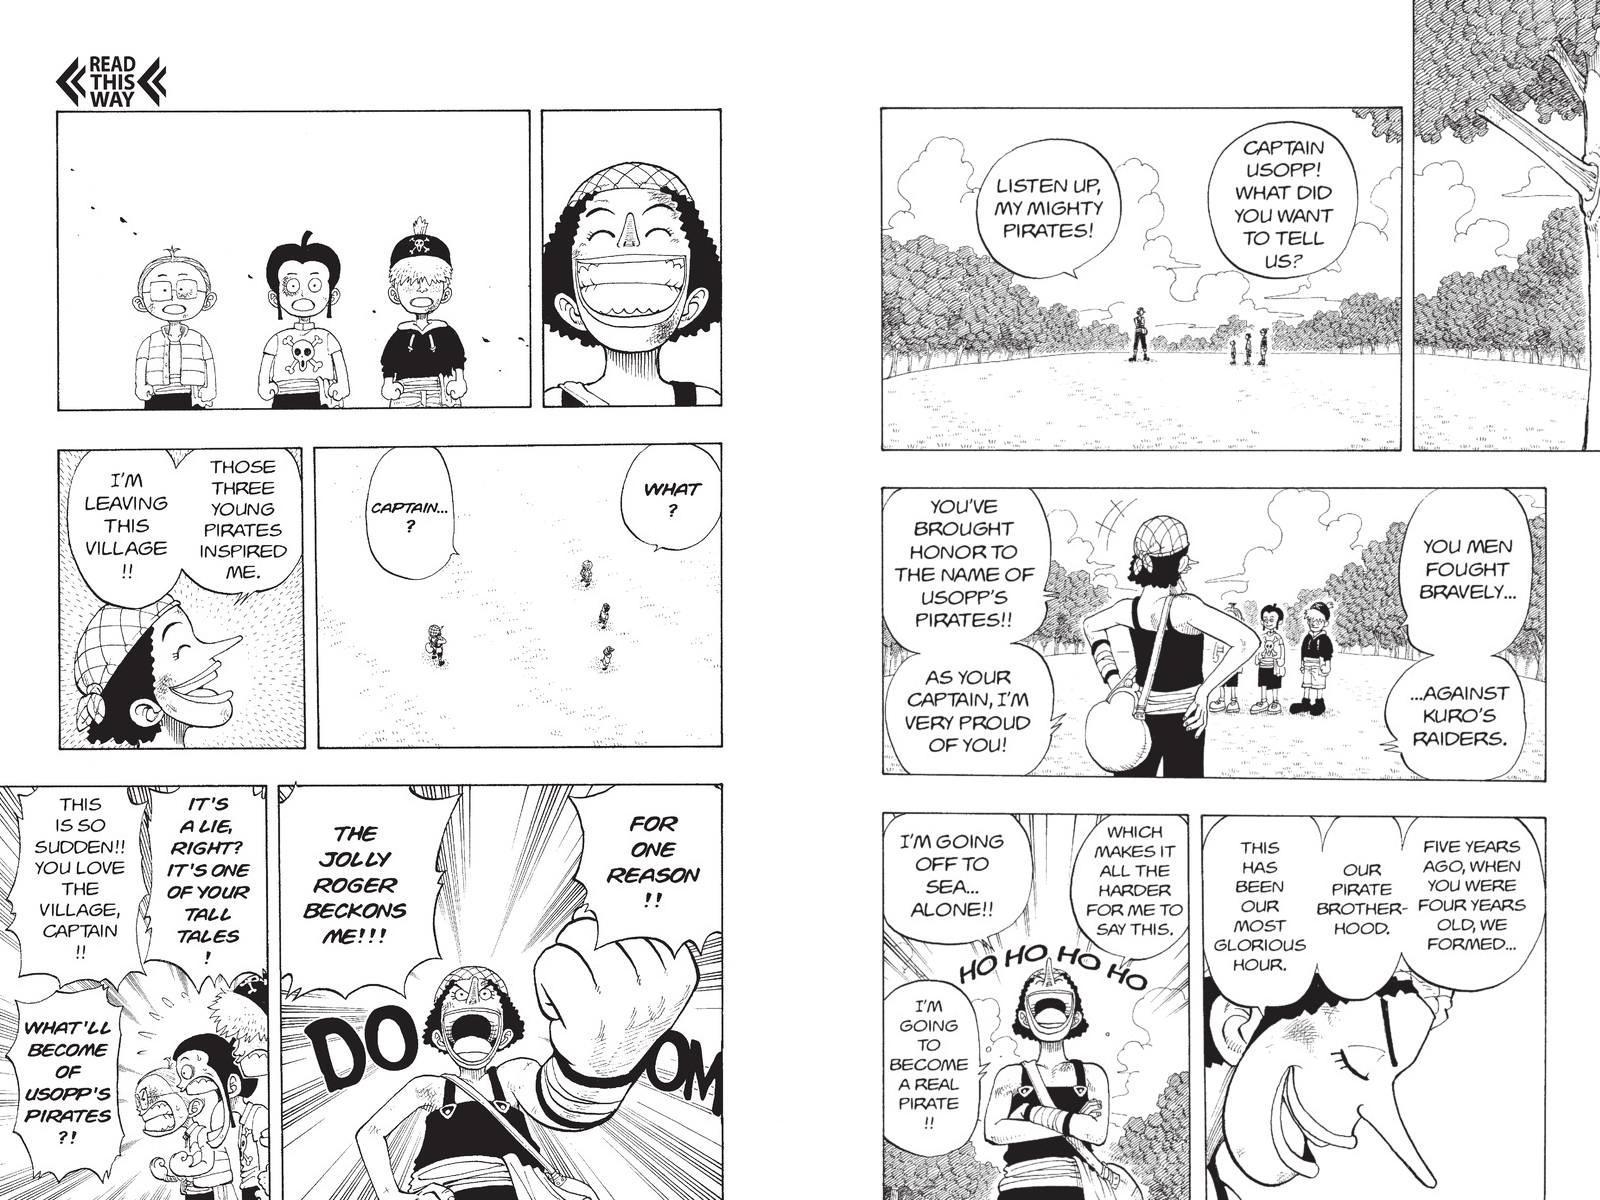 CAPTAIN
USOPP!
WHAT DID
YOU WANT
TO TELL
US?
LISTEN UP,
MY MIGHTY
PIRATES!
YOU MEN
FOUGHT
BRAVELY...
...AGAINST
KURO'S
RAIDERS.
YOU'VE
BROUGHT
HONOR TO
THE NAME OF
USOPP'S
PIRATES!!
AS YOUR
CAPTAIN, I'M
VERY PROUD
OF YOU!
FIVE YEARS
AGO, WHEN
YOU WERE
FOUR YEARS
OLD, WE
FORMED...
OUR
PIRATE
BROTHER-
HOOD.
THIS
HAS
BEEN
OUR
MOST
GLORIOUS
HOUR.
WHICH
MAKES IT
ALL THE
HARDER
FOR ME TO
SAY THIS.
I'M GOING
OFF TO
SEA...
ALONE!!
HO HO HO HO
I'M
GOING
TO
BECOME
A REAL
PIRATE
!!
READ
THIS
WAY
WHAT
?
CAPTAIN...
?
THOSE
THREE
YOUNG
PIRATES
INSPIRED
ME.
I'M
LEAVING
THIS
VILLAGE
!!
FOR
ONE
REASON
!!
THE
JOLLY
ROGER
BECKONS
ME!!!
DOOM
IT'S
A LIE,
RIGHT?
IT'S ONE
OF YOUR
TALL
TALES
!
THIS
IS SO
SUDDEN!!
YOU LOVE
THE
VILLAGE,
CAPTAIN
!!
WHAT'LL
BECOME
OF
USOPP'S
PIRATES
?!